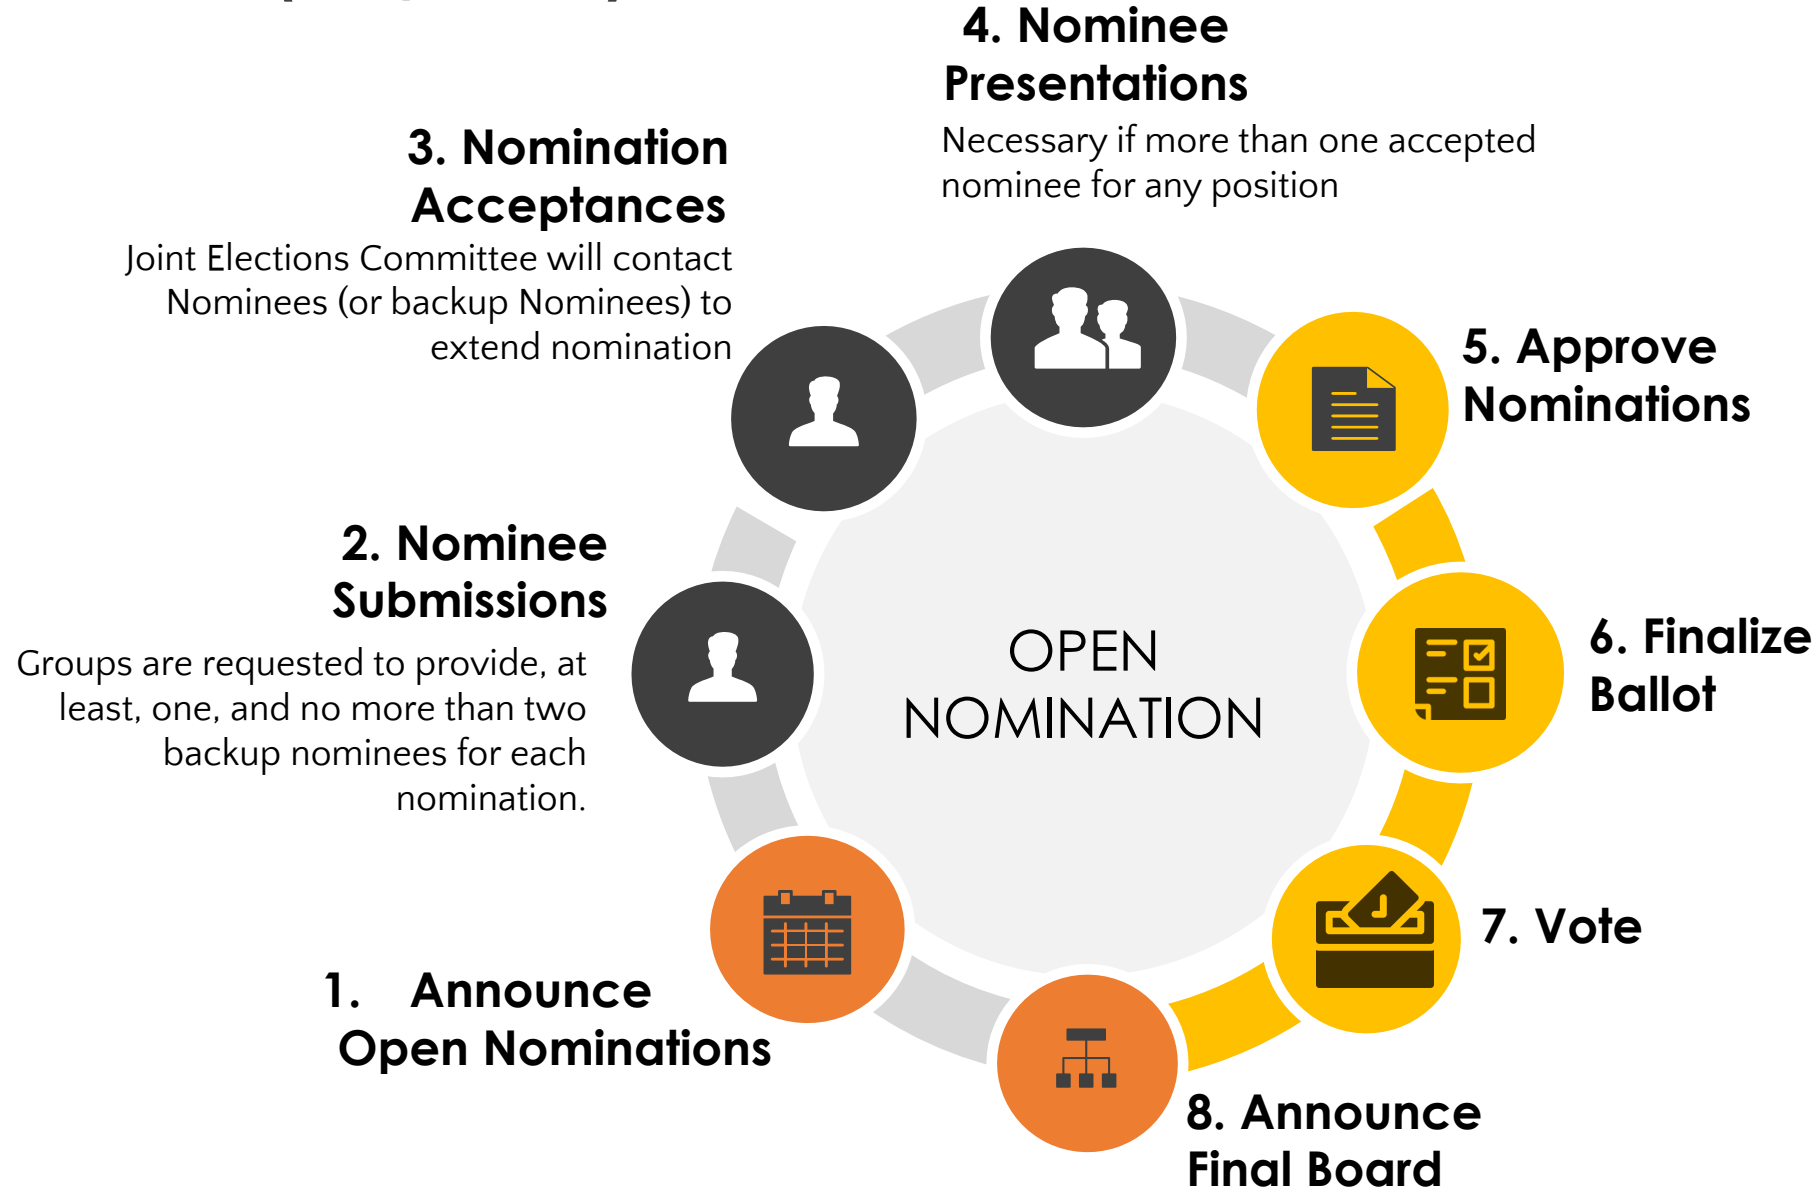 4. Nominee
Presentations
Necessary if more than one accepted
nominee for any position
3. Nomination
Acceptances
Joint Elections Committee will contact
Nominees (or backup Nominees) to
extend nomination
5. Approve
Nominations
2. Nominee
Submissions
Groups are requested to provide, at
least, one, and no more than two
backup nominees for each
nomination.
OPEN
NOMINATION
6. Finalize
Ballot
7. Vote
1. Announce
Open Nominations
8. Announce
Final Board